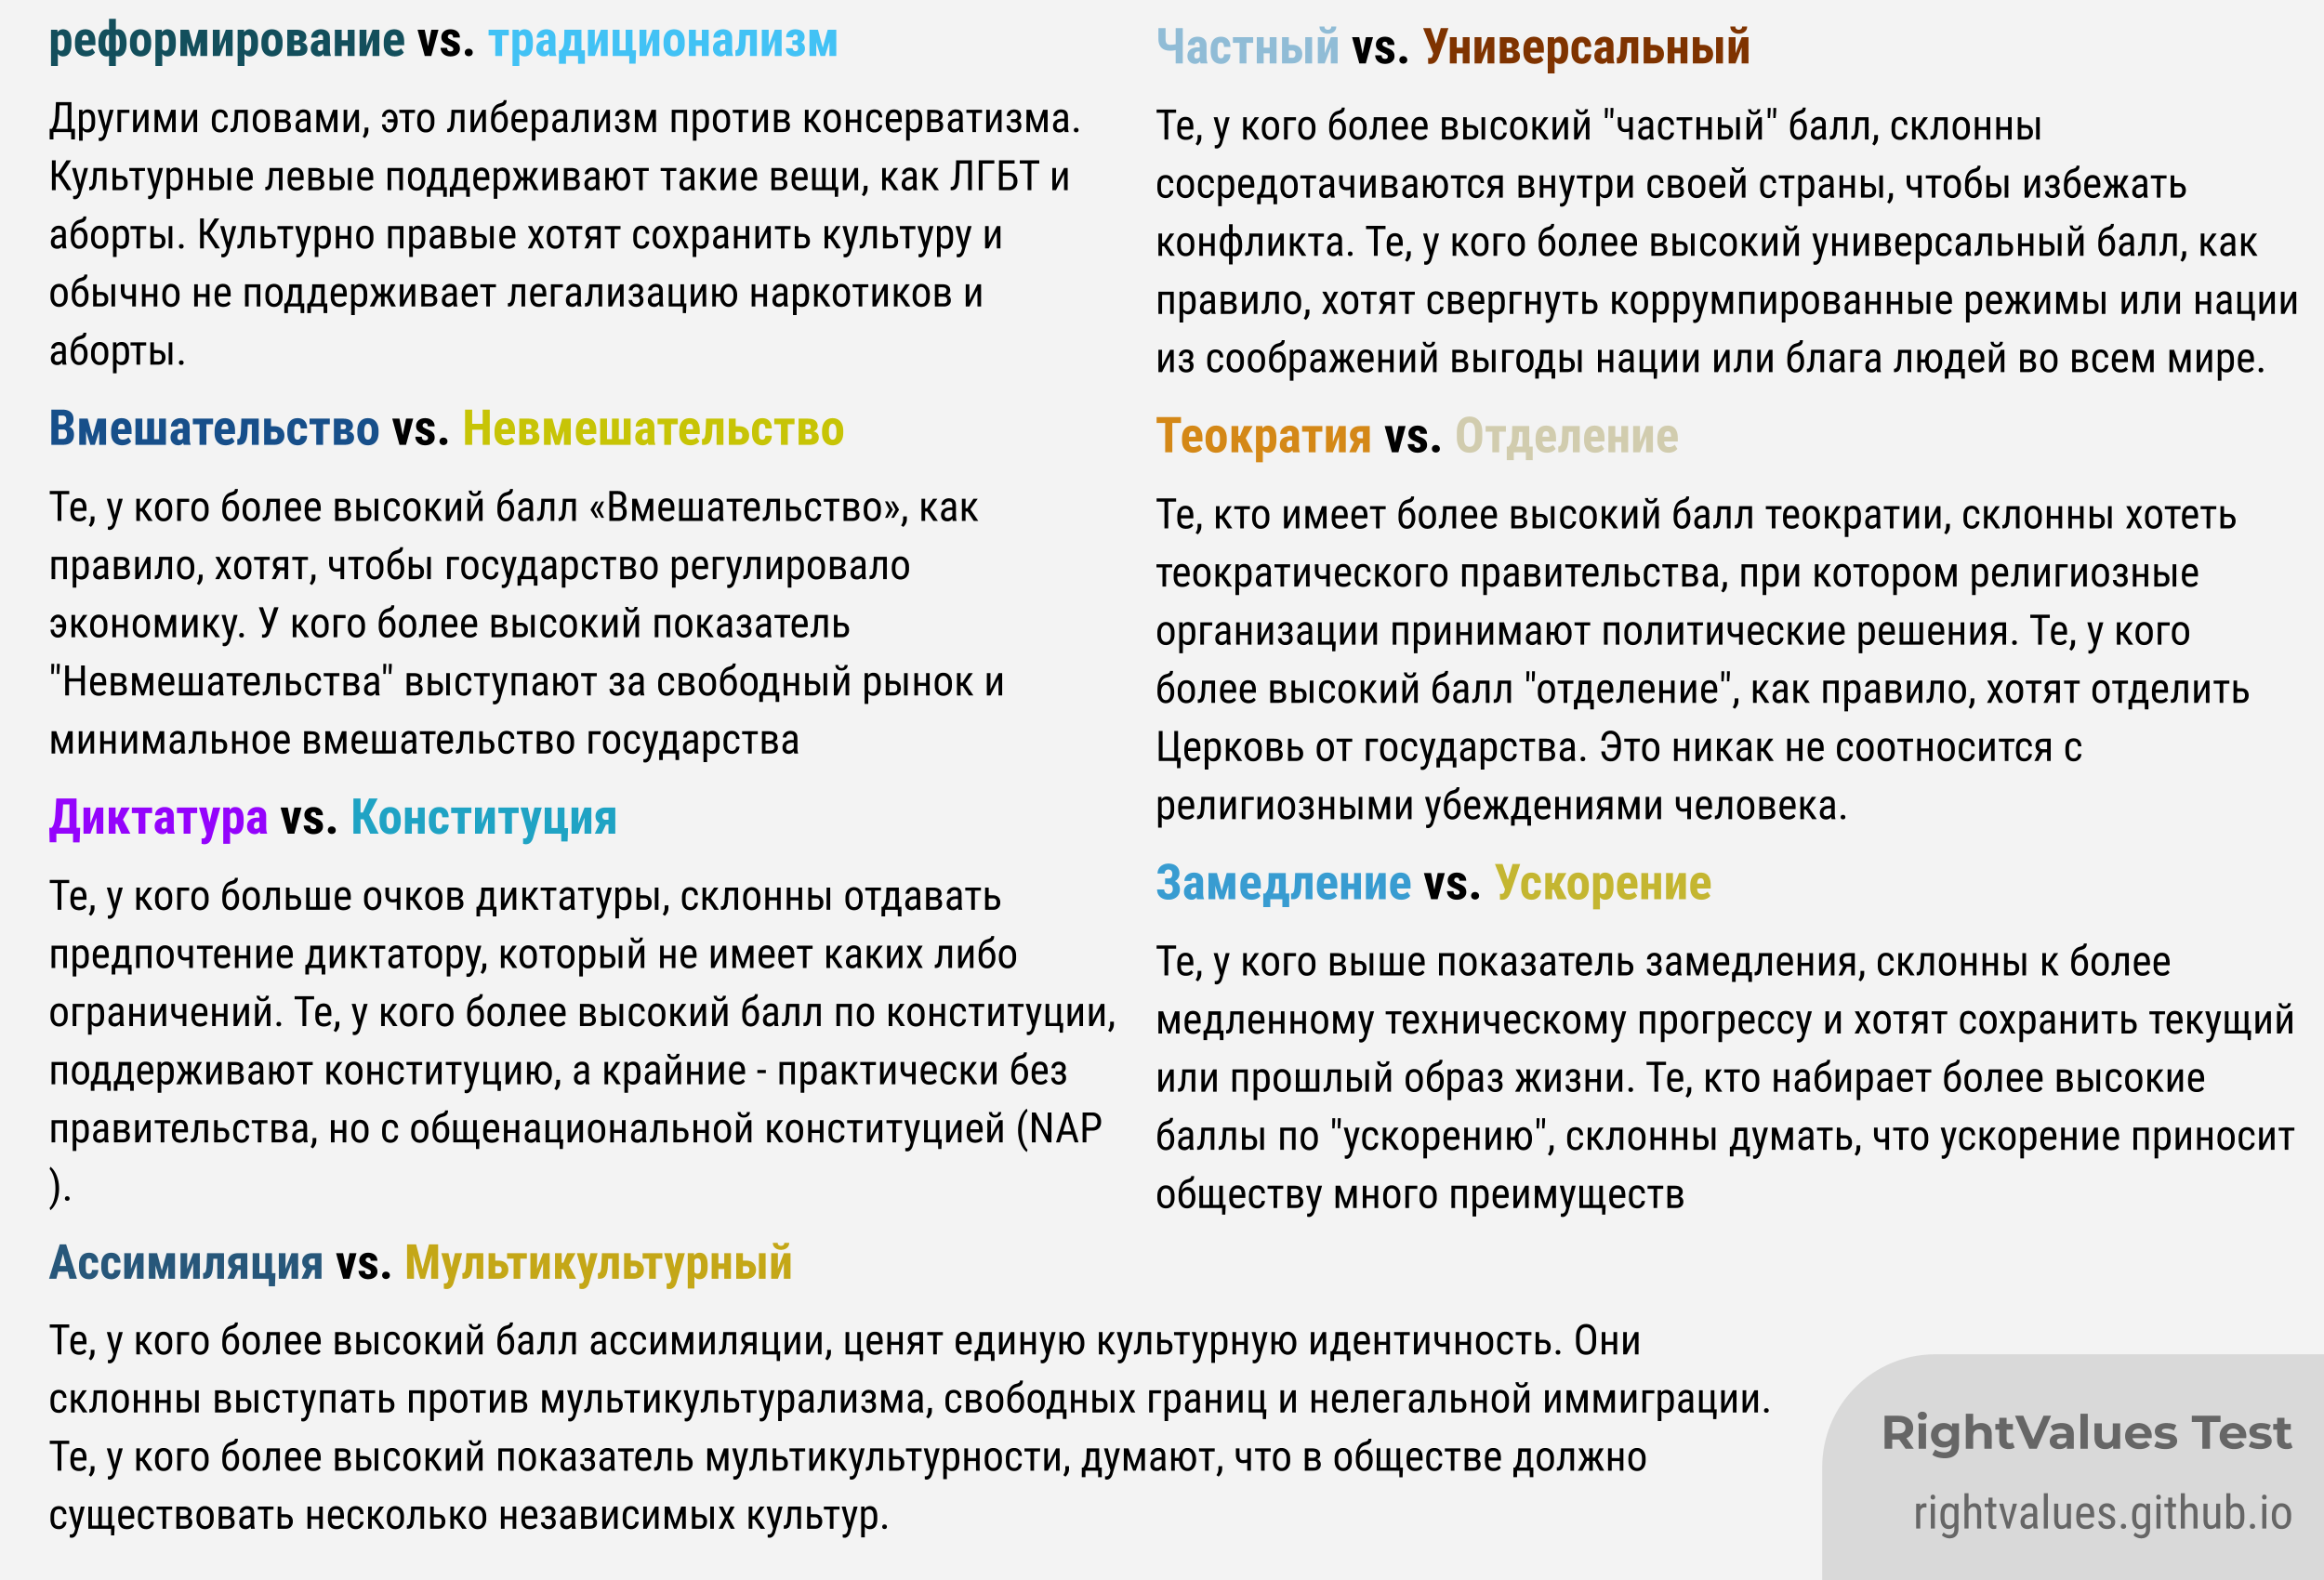 реформирование vs. традиционализм
Другими словами, это либерализм против консерватизма.
Культурные левые поддерживают такие вещи, как ЛГБТ и
аборты. Культурно правые хотят сохранить культуру и
обычно не поддерживает легализацию наркотиков и
аборты.
Вмешательство vs. Невмешательство
Те, у кого более высокий балл «Вмешательство», как
правило, хотят, чтобы государство регулировало
экономику. У кого более высокий показатель
"Невмешательства" выступают за свободный рынок и
минимальное вмешательство государства
Диктатура vs. Конституция
Те, у кого больше очков диктатуры, склонны отдавать
предпочтение диктатору, который не имеет каких либо
ограничений. Те, у кого более высокий балл по конституции,
поддерживают конституцию, а крайние - практически без
правительства, но с общенациональной конституцией (NAP
).
Ассимиляция vs. Мультикультурный
Те, у кого более высокий балл ассимиляции, ценят единую культурную идентичность. Они
склонны выступать против мультикультурализма, свободных границ и нелегальной иммиграции.
Те, у кого более высокий показатель мультикультурности, думают, что в обществе должно
существовать несколько независимых культур.
Частный vs. Универсальный
Те, у кого более высокий "частный" балл, склонны
сосредотачиваются внутри своей страны, чтобы избежать
конфликта. Те, у кого более высокий универсальный балл, как
правило, хотят свергнуть коррумпированные режимы или нации
из соображений выгоды нации или блага людей во всем мире.
Теократия vs. Отделение
Те, кто имеет более высокий балл теократии, склонны хотеть
теократического правительства, при котором религиозные
организации принимают политические решения. Те, у кого
более высокий балл "отделение", как правило, хотят отделить
Церковь от государства. Это никак не соотносится с
религиозными убеждениями человека.
Замедление vs. Ускорение
Те, у кого выше показатель замедления, склонны к более
медленному техническому прогрессу и хотят сохранить текущий
или прошлый образ жизни. Те, кто набирает более высокие
баллы по "ускорению", склонны думать, что ускорение приносит
обществу много преимуществ
RightValues Test
rightvalues.github.io